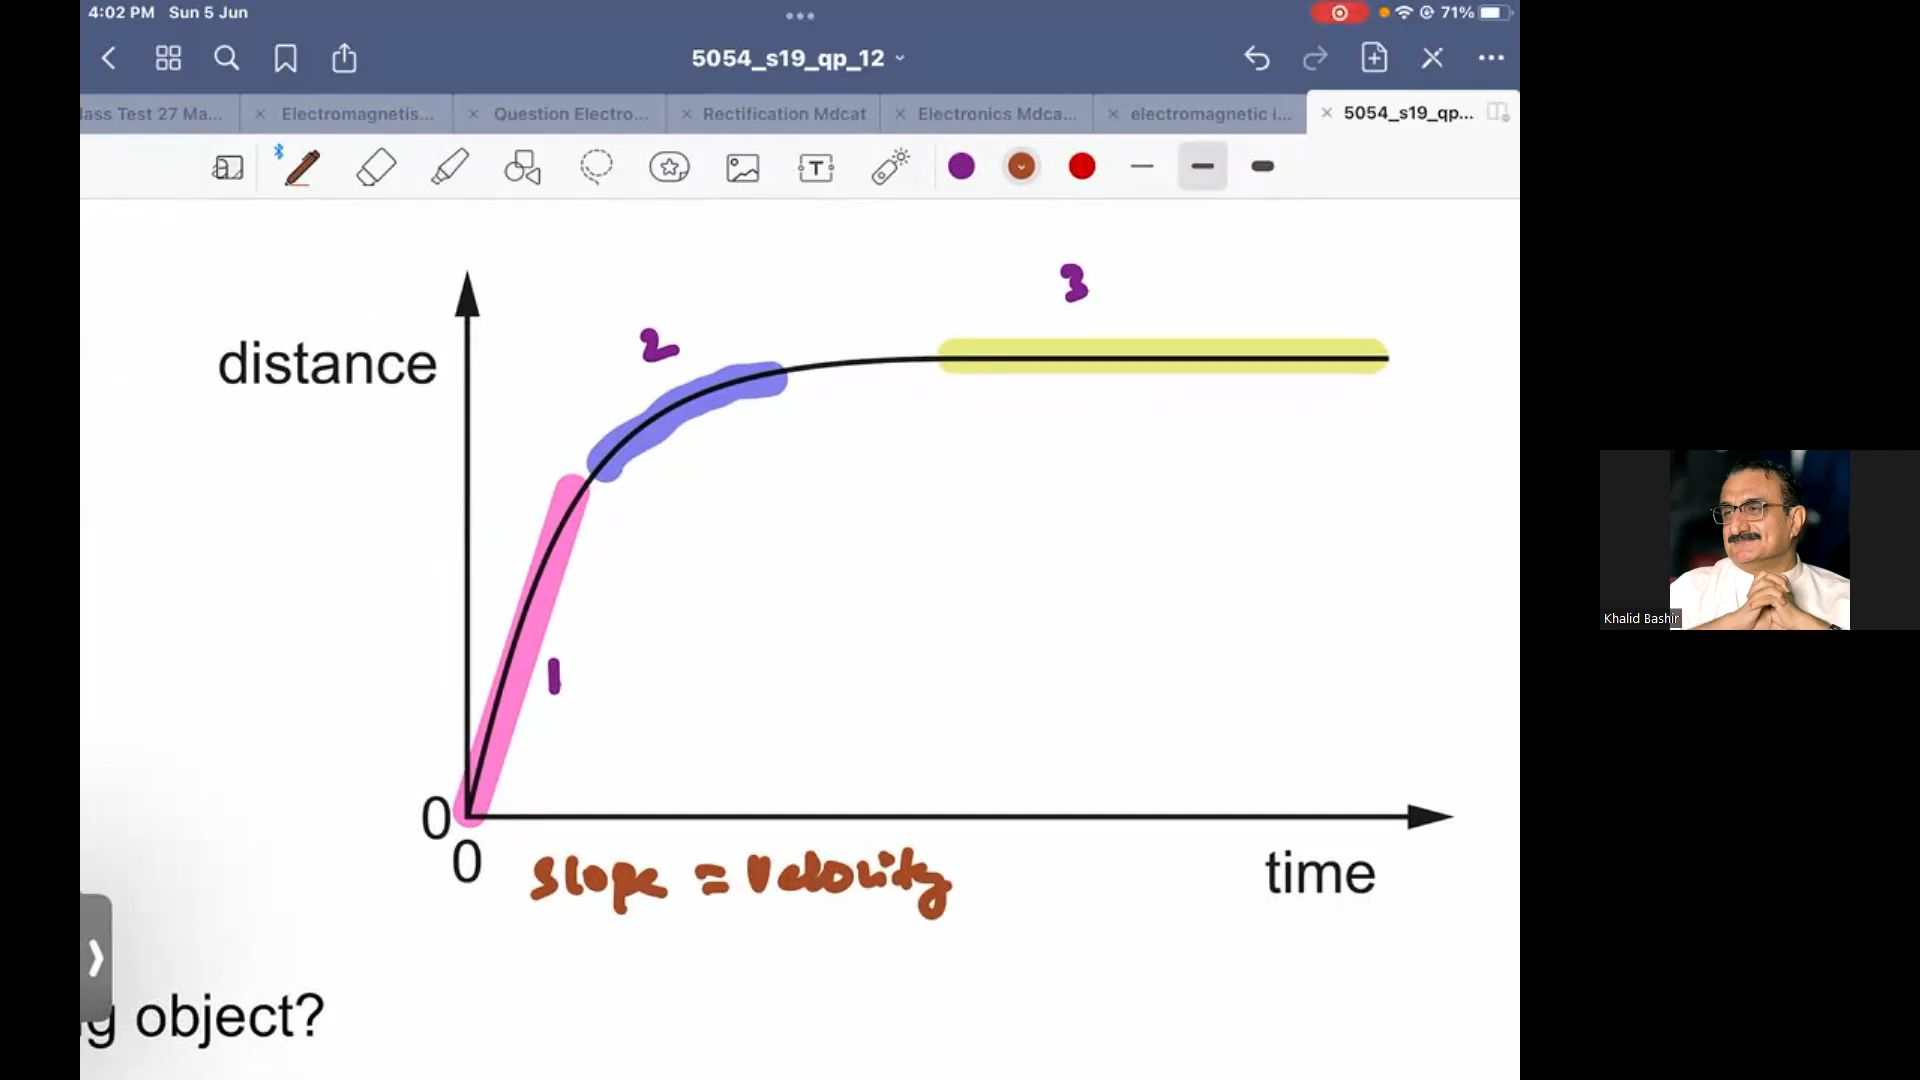 4:02 PM Sun 5 Jun
71%
5054_s19_qp_12
lass Test 27 Ma...
Electromagnetis...
Question Electro...
Rectification Mdcat
Electronics Mdca...
electromagnetic i...
5054_s19_qp...
T
3
2
distance
1
0
0
slope = velocity
time
g object?
Khalid Bashir